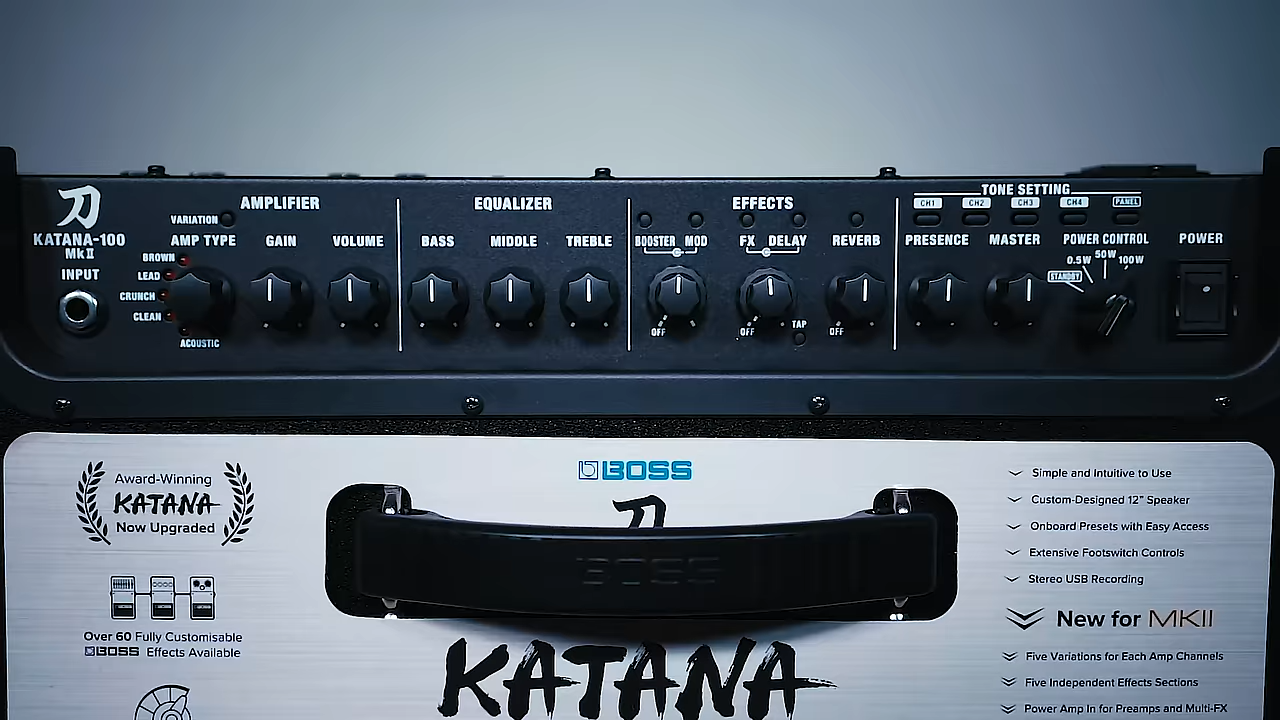 刀
KATANA-100
MkII
INPUT
AMPLIFIER
VARIATION
AMP TYPE
GAIN
VOLUME
BROWN
LEAD
CRUNCH
CLEAN
ACOUSTIC
EQUALIZER
BASS
MIDDLE
TREBLE
EFFECTS
BOOSTER
MOD
FX
DELAY
REVERB
OFF
OFF
TAP
OFF
TONE SETTING
CH1
CH2
CH3
CH4
PANEL
PRESENCE
MASTER
POWER CONTROL
STANDBY
0.5W
50W
100W
POWER
Award-Winning
KATANA
Now Upgraded
Over 60 Fully Customisable
BOSS Effects Available
BOSS
刀
BOSS
KATANA
Simple and Intuitive to Use
Custom-Designed 12" Speaker
Onboard Presets with Easy Access
Extensive Footswitch Controls
Stereo USB Recording
New for MKII
Five Variations for Each Amp Channels
Five Independent Effects Sections
Power Amp In for Preamps and Multi-FX